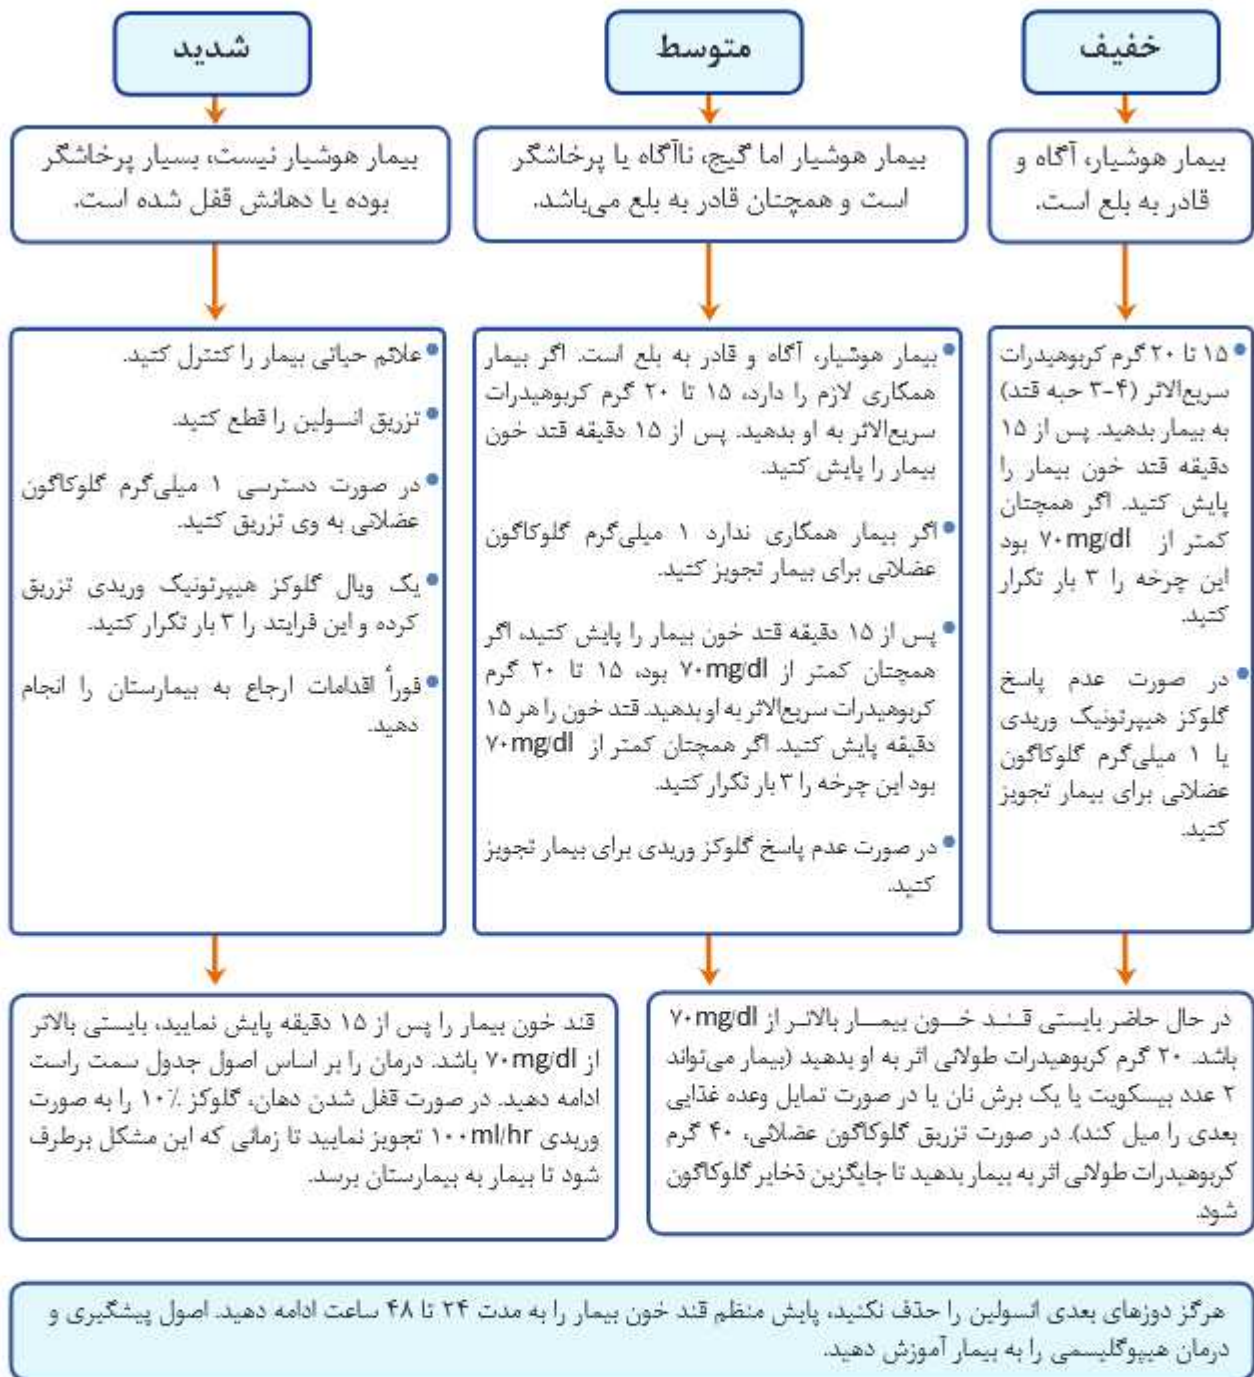 خفیف
بیمار هوشیار، آگاه و
قادر به بلع است.
۱۵ تا ۲۰ گرم کربوهیدرات
سریع‌الاثر (۴-۳ حبه قند)
به بیمار بدهید. پس از ۱۵
دقیقه قند خون بیمار را
پایش کنید. اگر همچنان
کمتر از ۷۰mg/dl بود
این چرخه را ۳ بار تکرار
کنید.
در صورت عدم پاسخ
گلوکز هیپرتونیک وریدی
یا ۱ میلی‌گرم گلوکاگون
عضلانی برای بیمار تجویز
کنید.
متوسط
بیمار هوشیار اما گیج، ناآگاه یا پرخاشگر
است و همچنان قادر به بلع می‌باشد.
بیمار هوشیار، آگاه و قادر به بلع است. اگر بیمار
همکاری لازم را دارد، ۱۵ تا ۲۰ گرم کربوهیدرات
سریع‌الاثر به او بدهید. پس از ۱۵ دقیقه قند خون
بیمار را پایش کنید.
اگر بیمار همکاری ندارد ۱ میلی‌گرم گلوکاگون
عضلانی برای بیمار تجویز کنید.
پس از ۱۵ دقیقه قند خون بیمار را پایش کنید، اگر
همچنان کمتر از ۷۰mg/dl بود، ۱۵ تا ۲۰ گرم
کربوهیدرات سریع‌الاثر به او بدهید. قند خون را هر ۱۵
دقیقه پایش کنید. اگر همچنان کمتر از ۷۰mg/dl
بود این چرخه را ۳ بار تکرار کنید.
در صورت عدم پاسخ گلوکز وریدی برای بیمار تجویز
کنید.
شدید
بیمار هوشیار نیست، بسیار پرخاشگر
بوده یا دهانش قفل شده است.
علائم حیاتی بیمار را کنترل کنید.
تزریق انسولین را قطع کنید.
در صورت دسترسی ۱ میلی‌گرم گلوکاگون
عضلانی به وی تزریق کنید.
یک ویال گلوکز هیپرتونیک وریدی تزریق
کرده و این فرایند را ۳ بار تکرار کنید.
فوراً اقدامات ارجاع به بیمارستان را انجام
دهید.
در حال حاضر بایستی قند خون بیمار بالاتر از ۷۰mg/dl
باشد. ۲۰ گرم کربوهیدرات طولانی اثر به او بدهید (بیمار می‌تواند
۲ عدد بیسکویت یا یک برش نان یا در صورت تمایل وعده غذایی
بعدی را میل کند). در صورت تزریق گلوکاگون عضلانی، ۴۰ گرم
کربوهیدرات طولانی اثر به بیمار بدهید تا جایگزین ذخایر گلوکاگون
شود.
قند خون بیمار را پس از ۱۵ دقیقه پایش نمایید، بایستی بالاتر
از ۷۰mg/dl باشد. درمان را بر اساس اصول جدول سمت راست
ادامه دهید. در صورت قفل شدن دهان، گلوکز ۱۰٪ را به صورت
وریدی ۱۰۰ml/hr تجویز نمایید تا زمانی که این مشکل برطرف
شود تا بیمار به بیمارستان برسد.
هرگز دوزهای بعدی انسولین را حذف نکنید، پایش منظم قند خون بیمار را به مدت ۲۴ تا ۴۸ ساعت ادامه دهید. اصول پیشگیری و
درمان هیپوگلیسمی را به بیمار آموزش دهید.